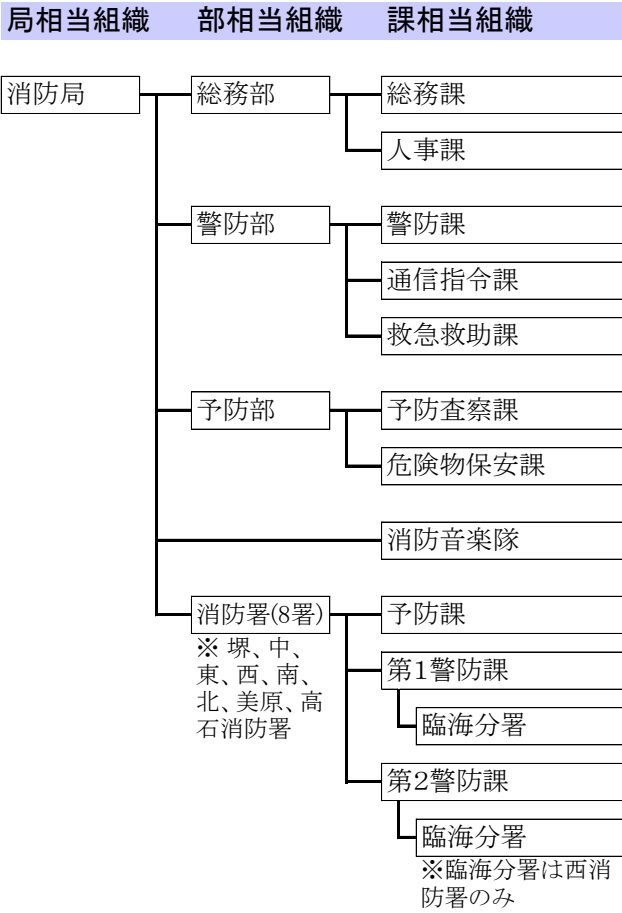 局相当組織 部相当組織 課相当組織
消防局 総務部 総務課
人事課
警防部 警防課
通信指令課
救急救助課
予防部 予防査察課
危険物保安課
消防音楽隊
消防署(8署) 予防課
※ 堺、中、
東、西、南、
北、美原、高
石消防署
第1警防課
臨海分署
第2警防課
臨海分署
※臨海分署は西消
防署のみ